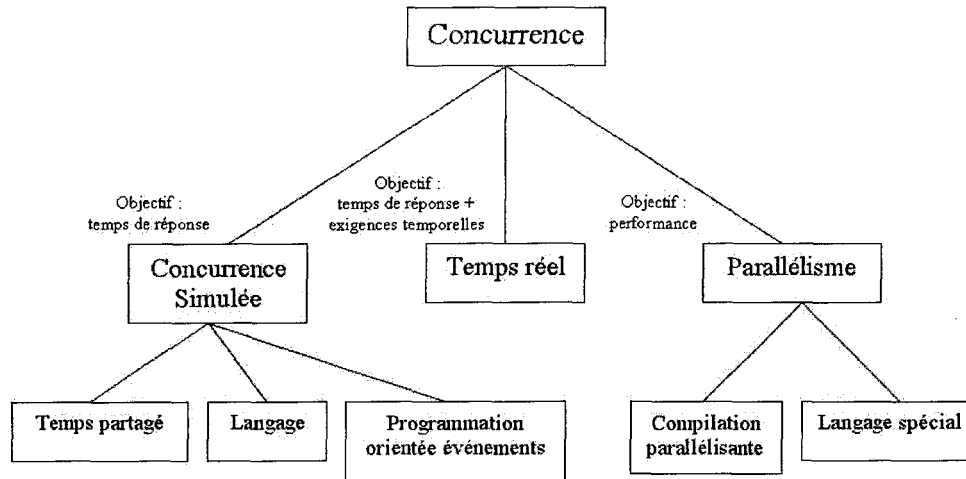 Concurrence
Objectif :
temps de réponse
Objectif :
temps de réponse +
exigences temporelles
Objectif :
performance
Concurrence
Simulée
Temps réel
Parallélisme
Temps partagé
Langage
Programmation
orientée événements
Compilation
parallélisante
Langage spécial